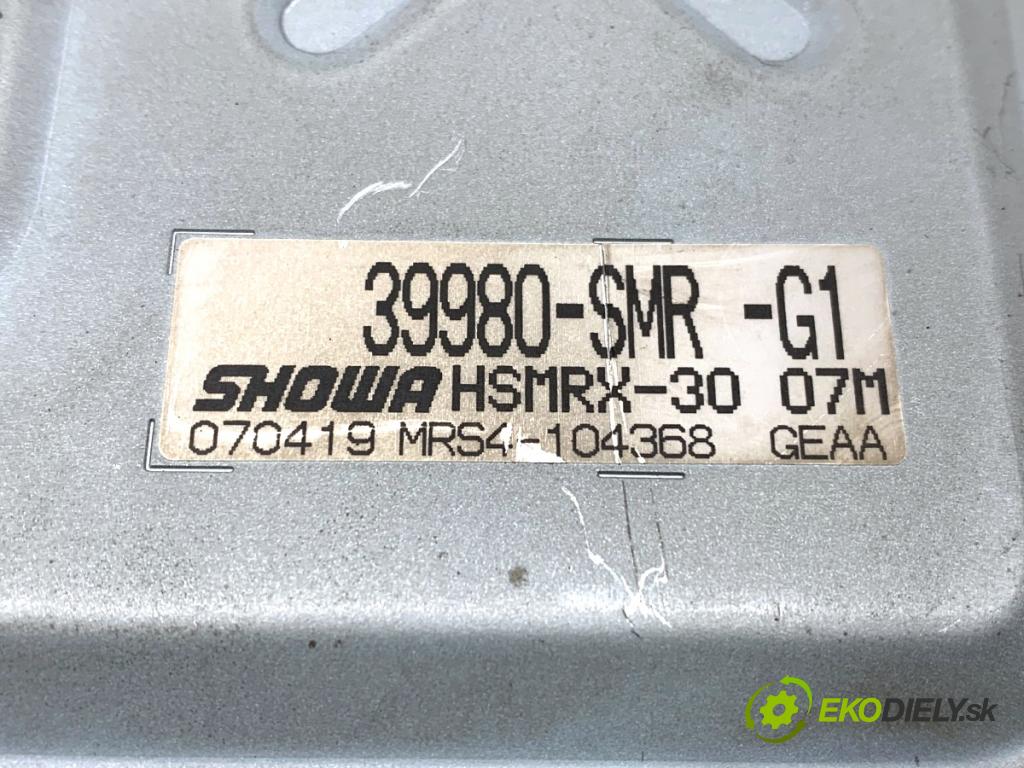 39980-SMR -G1
SHOWA HSMRX-30 07M
070419 MRS4-104368 GEAA
EKODIELY.sk